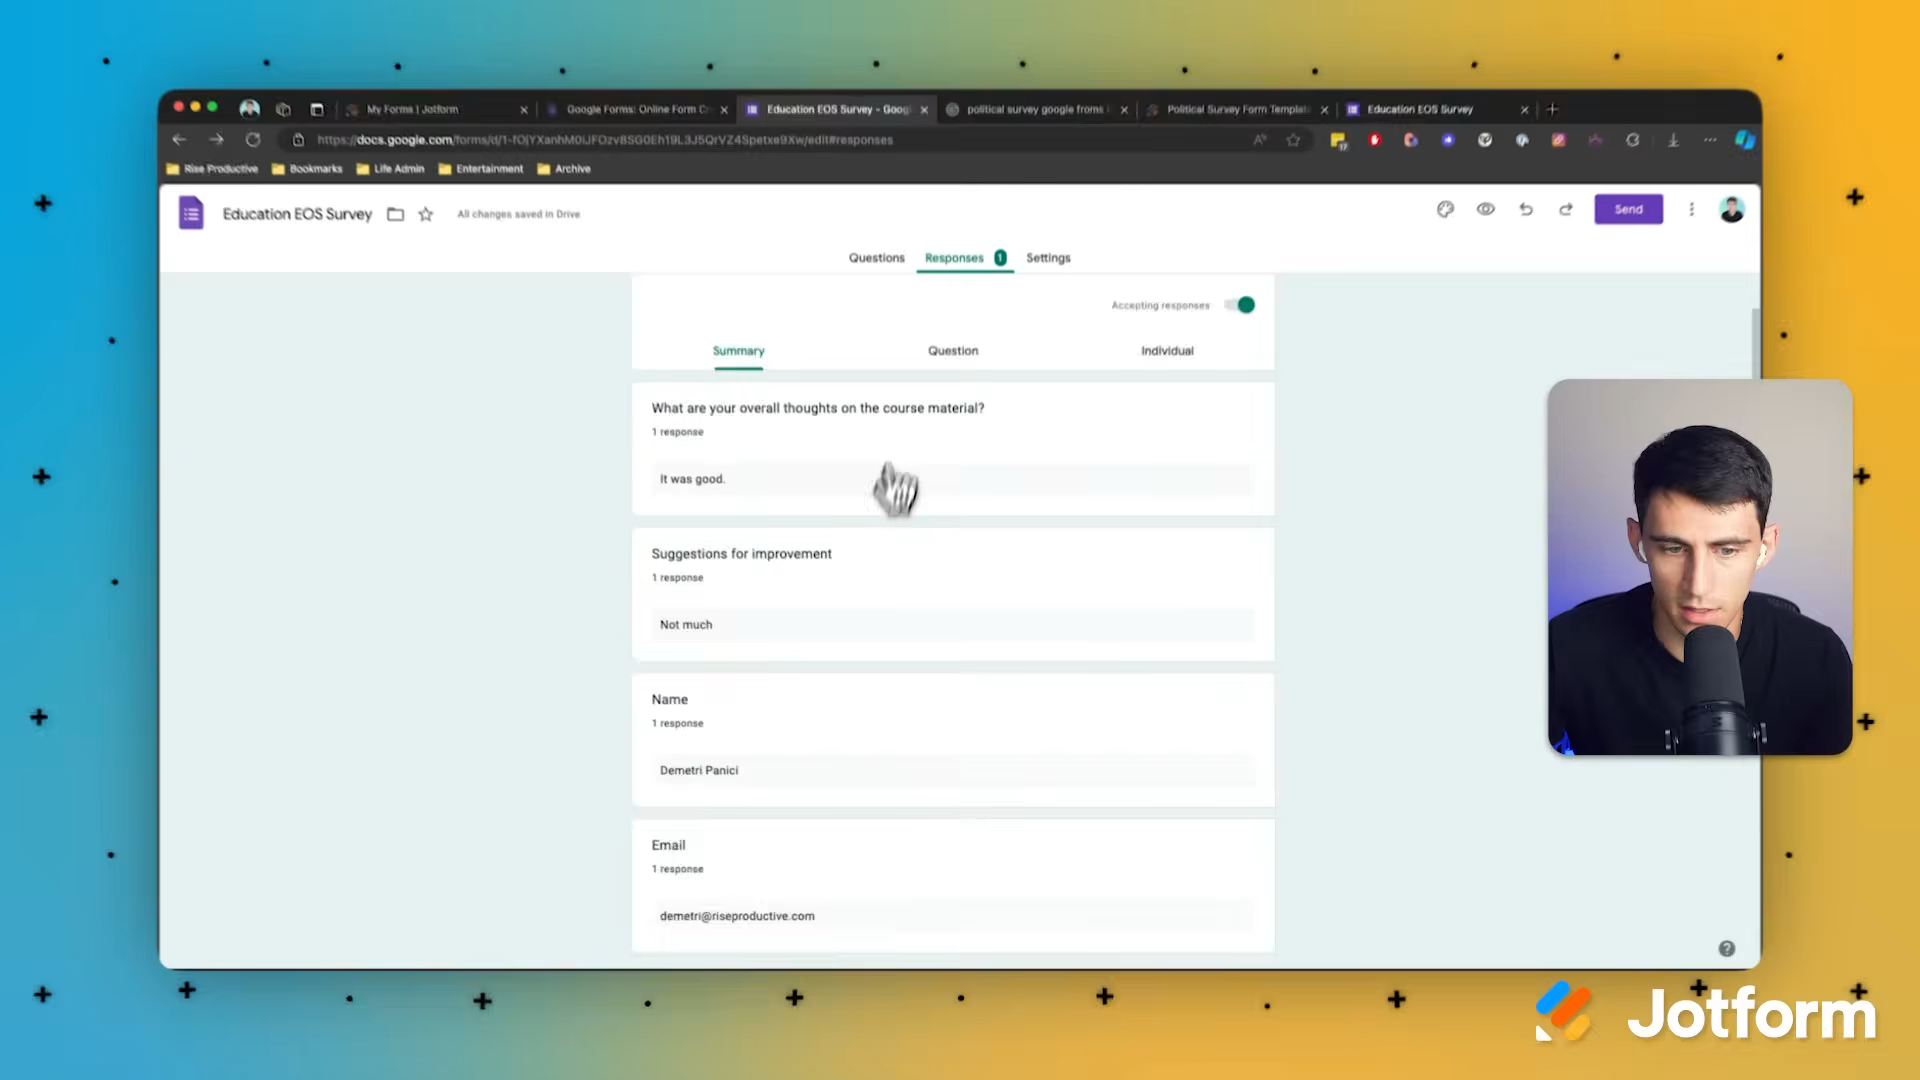 My Forms | Jotform
Google Forms: Online Form Cr
Education EOS Survey - Goog
political survey google froms
Political Survey Form Templat
Education EOS Survey
docs.google.com
Rise Productive
Bookmarks
Life Admin
Entertainment
Archive
Education EOS Survey
All changes saved in Drive
Send
Questions
Responses 1
Settings
Accepting responses
Summary
Question
Individual
What are your overall thoughts on the course material?
1 response
It was good.
Suggestions for improvement
1 response
Not much
Name
1 response
Demetri Panici
Email
1 response
demetri@riseproductive.com
Jotform